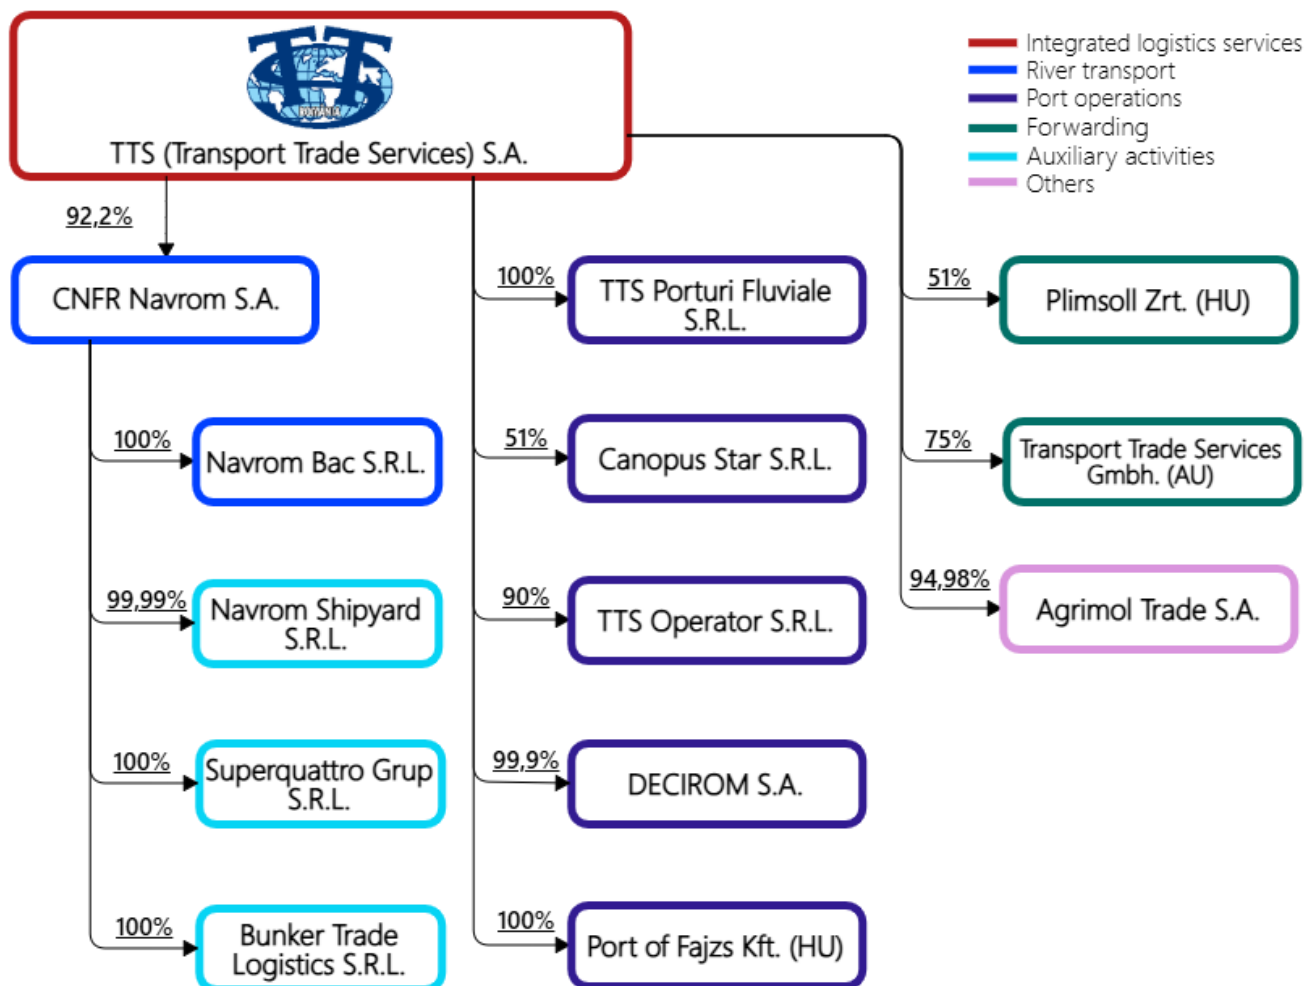 TTS
ROMANIA
TTS (Transport Trade Services) S.A.
Integrated logistics services
River transport
Port operations
Forwarding
Auxiliary activities
Others
92,2%
CNFR Navrom S.A.
100%
Navrom Bac S.R.L.
99,99%
Navrom Shipyard
S.R.L.
100%
Superquattro Grup
S.R.L.
100%
Bunker Trade
Logistics S.R.L.
100%
TTS Porturi Fluviale
S.R.L.
51%
Canopus Star S.R.L.
90%
TTS Operator S.R.L.
99,9%
DECIROM S.A.
100%
Port of Fajzs Kft. (HU)
51%
Plimsoll Zrt. (HU)
75%
Transport Trade Services
Gmbh. (AU)
94,98%
Agrimol Trade S.A.